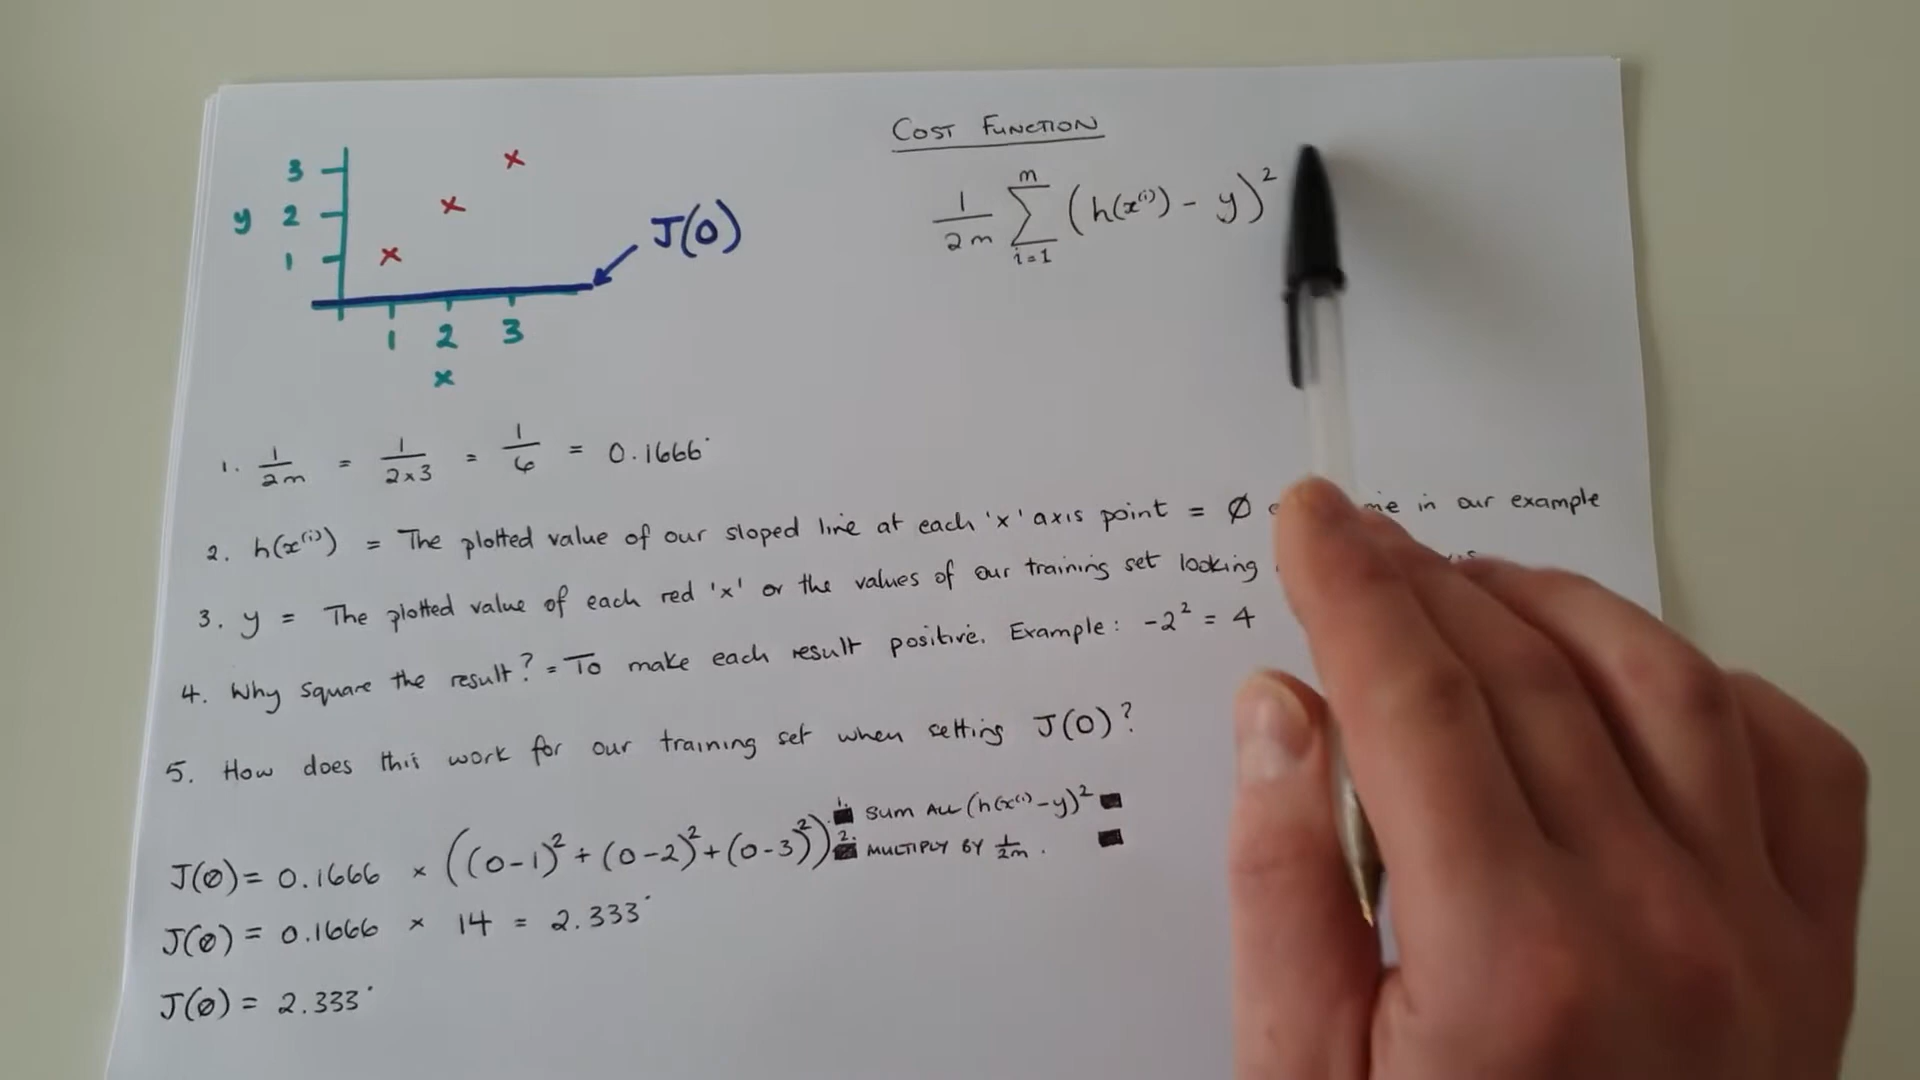 COST FUNCTION
1/2m Σ i=1 m (h(x⁽ⁱ⁾) - y)²
3
y 2
1
J(0)
1 2 3
x
1. 1/2m = 1/2×3 = 1/6 = 0.1666˙
2. h(x⁽ⁱ⁾) = The plotted value of our sloped line at each 'x' axis point = Ø in our example
3. y = The plotted value of each red 'x' or the values of our training set looking
4. Why square the result? = To make each result positive. Example: -2² = 4
5. How does this work for our training set when setting J(0)?
J(Ø) = 0.1666 × ((0-1)² + (0-2)² + (0-3)²)
1. SUM ALL (h(x⁽ⁱ⁾-y)²
2. MULTIPLY BY 1/2m.
J(Ø) = 0.1666 × 14 = 2.333˙
J(Ø) = 2.333˙